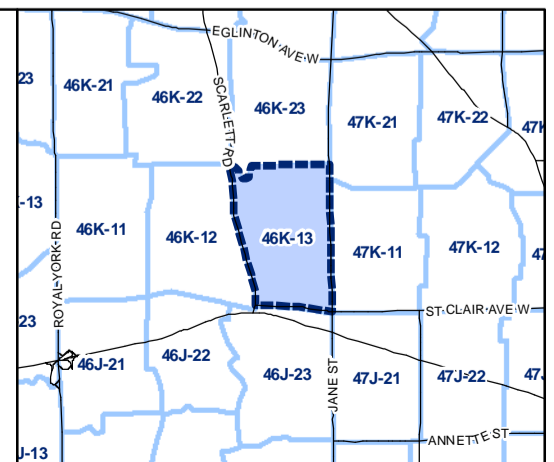 EGLINTON AVE W
23
46K-21
46K-22
SCARLETT RD
46K-23
47K-21
47K-22
47K
-13
ROYAL YORK RD
46K-11
46K-12
46K-13
47K-11
47K-12
47
23
ST CLAIR AVE W
46J-21
46J-22
46J-23
JANE ST
47J-21
47J-22
47J
ANNETTE ST
J-13